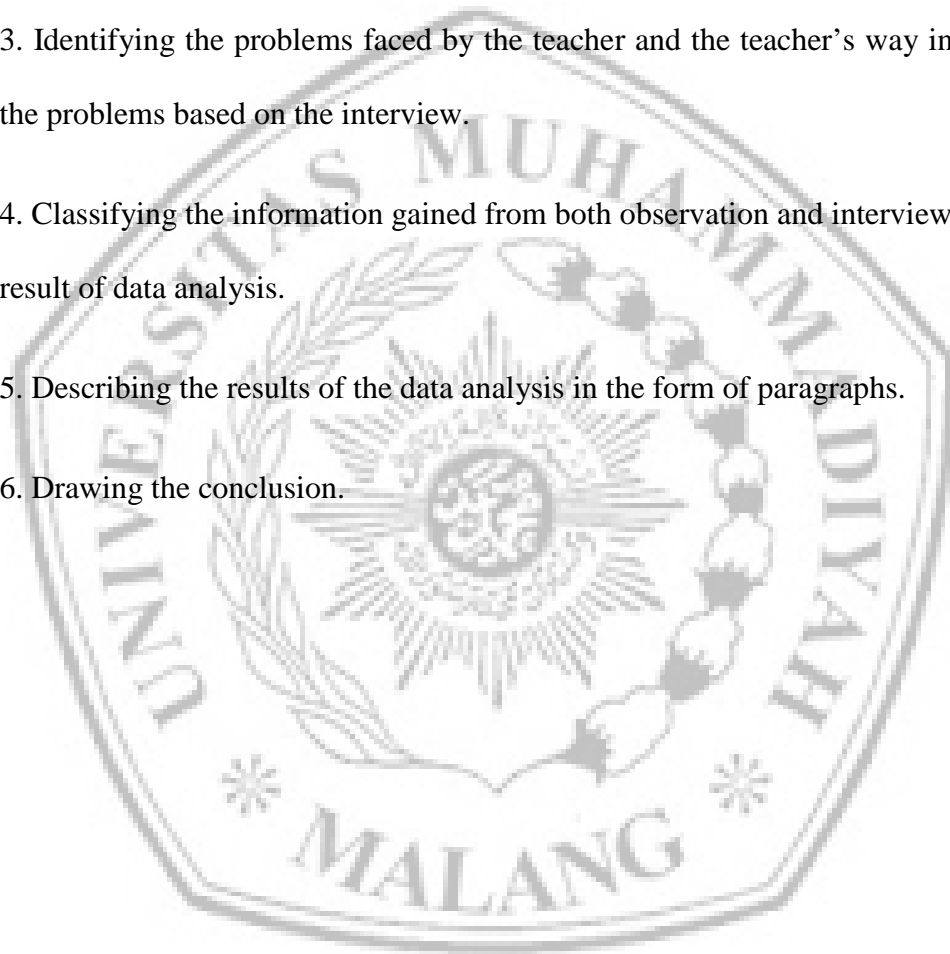 3. Identifying the problems faced by the teacher and the teacher’s way in
the problems based on the interview.
4. Classifying the information gained from both observation and interview
result of data analysis.
5. Describing the results of the data analysis in the form of paragraphs.
6. Drawing the conclusion.
UNIVERSITAS MUHAMMADIYAH
MALANG